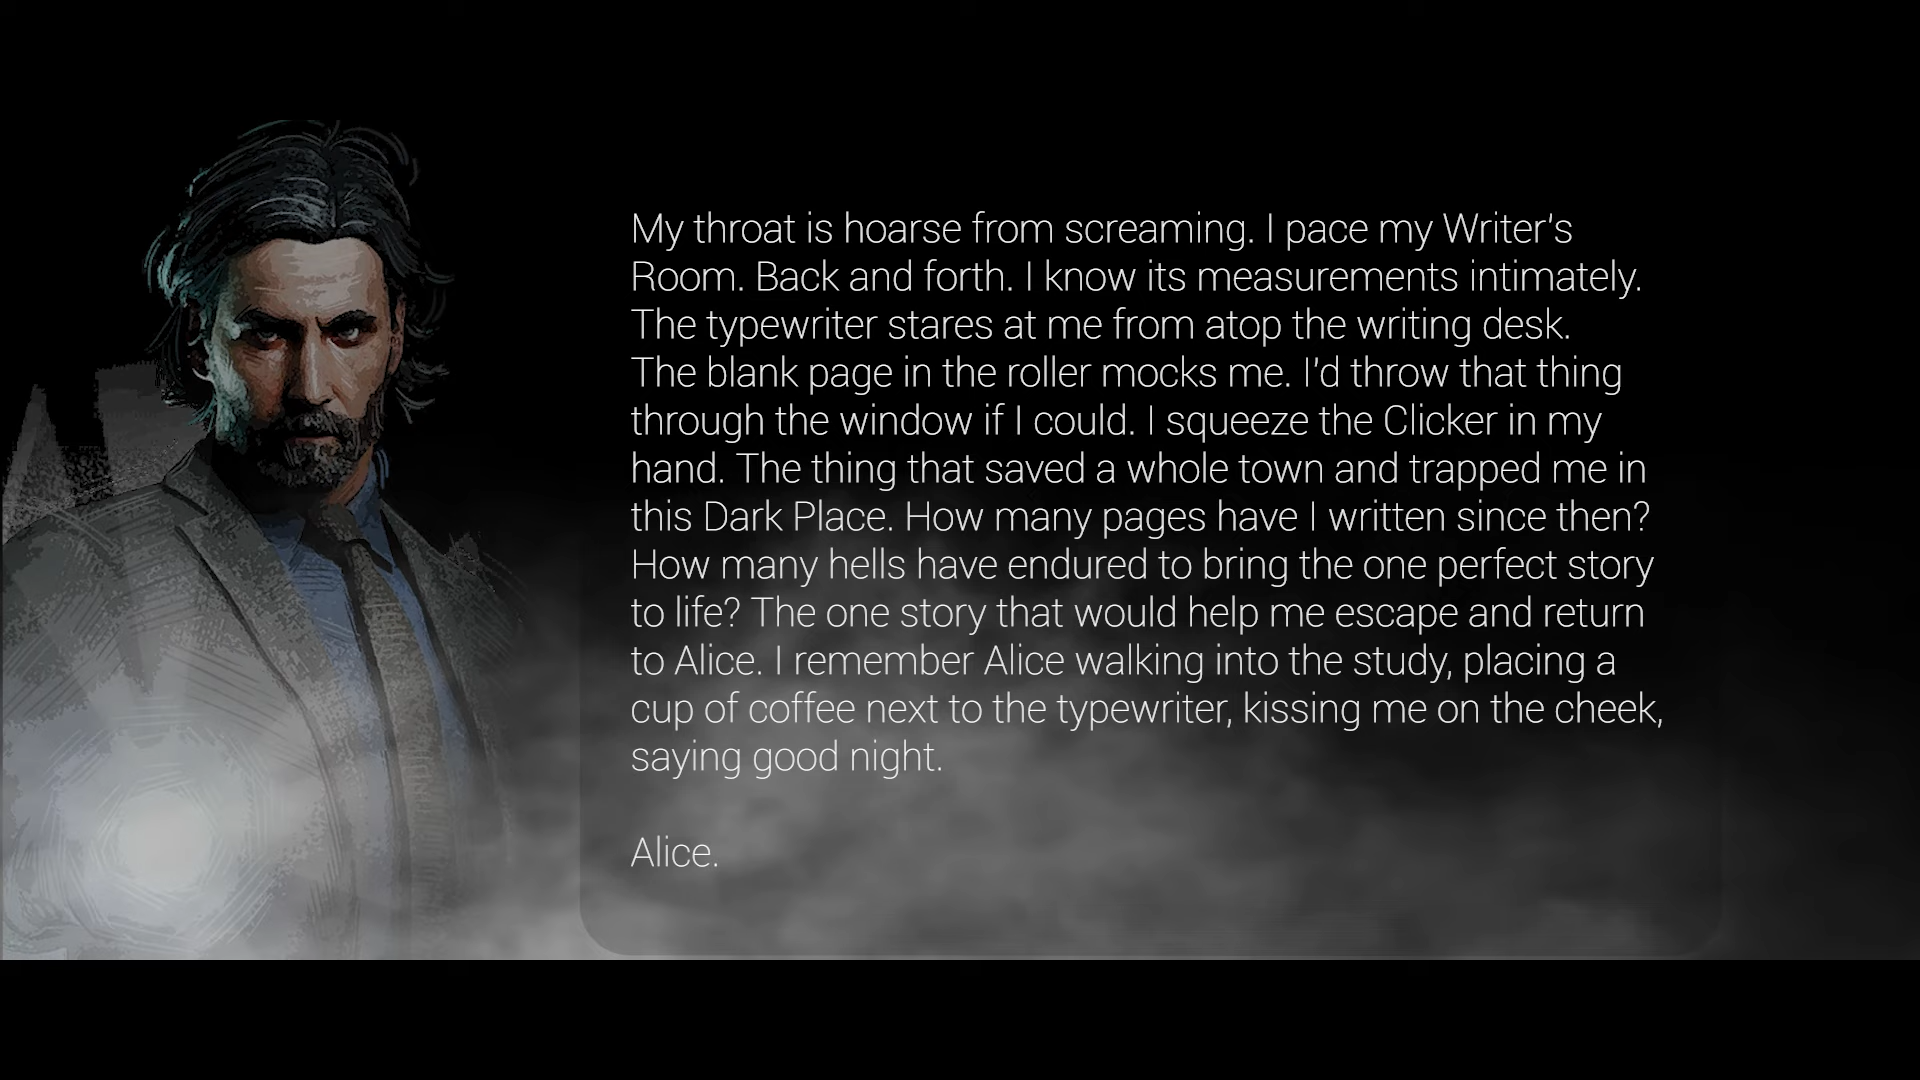 My throat is hoarse from screaming. I pace my Writer's
Room. Back and forth. I know its measurements intimately.
The typewriter stares at me from atop the writing desk.
The blank page in the roller mocks me. I'd throw that thing
through the window if I could. I squeeze the Clicker in my
hand. The thing that saved a whole town and trapped me in
this Dark Place. How many pages have I written since then?
How many hells have endured to bring the one perfect story
to life? The one story that would help me escape and return
to Alice. I remember Alice walking into the study, placing a
cup of coffee next to the typewriter, kissing me on the cheek,
saying good night.
Alice.